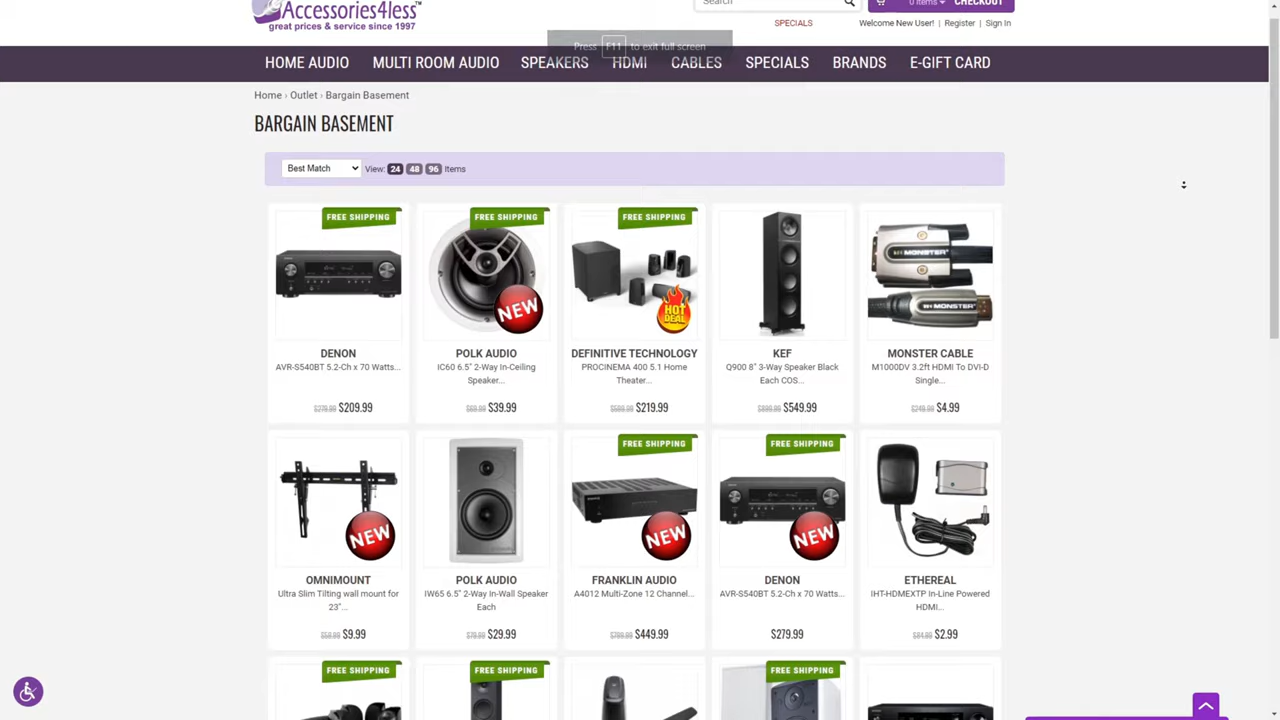 Accessories4less™
great prices & service since 1997
Search
0 Items
CHECKOUT
SPECIALS
Welcome New User! | Register | Sign In
Press F11 to exit full screen
HOME AUDIO
MULTI ROOM AUDIO
SPEAKERS
HDMI
CABLES
SPECIALS
BRANDS
E-GIFT CARD
Home › Outlet › Bargain Basement
BARGAIN BASEMENT
Best Match
View: 24 48 96 Items
FREE SHIPPING
DENON
AVR-S540BT 5.2-Ch x 70 Watts...
$279.99 $209.99
FREE SHIPPING
NEW
POLK AUDIO
IC60 6.5" 2-Way In-Ceiling
Speaker...
$69.99 $39.99
FREE SHIPPING
HOT
DEAL
DEFINITIVE TECHNOLOGY
PROCINEMA 400 5.1 Home
Theater...
$599.99 $219.99
KEF
Q900 8" 3-Way Speaker Black
Each COS...
$899.99 $549.99
MONSTER
MONSTER
MONSTER CABLE
M1000DV 3.2ft HDMI To DVI-D
Single...
$249.99 $4.99
NEW
OMNIMOUNT
Ultra Slim Tilting wall mount for
23"...
$59.99 $9.99
POLK AUDIO
IW65 6.5" 2-Way In-Wall Speaker
Each
$79.99 $29.99
FREE SHIPPING
NEW
FRANKLIN AUDIO
A4012 Multi-Zone 12 Channel...
$799.99 $449.99
FREE SHIPPING
NEW
DENON
AVR-S540BT 5.2-Ch x 70 Watts...
$279.99
ETHEREAL
IHT-HDMEXTP In-Line Powered
HDMI...
$84.99 $2.99
FREE SHIPPING
FREE SHIPPING
FREE SHIPPING